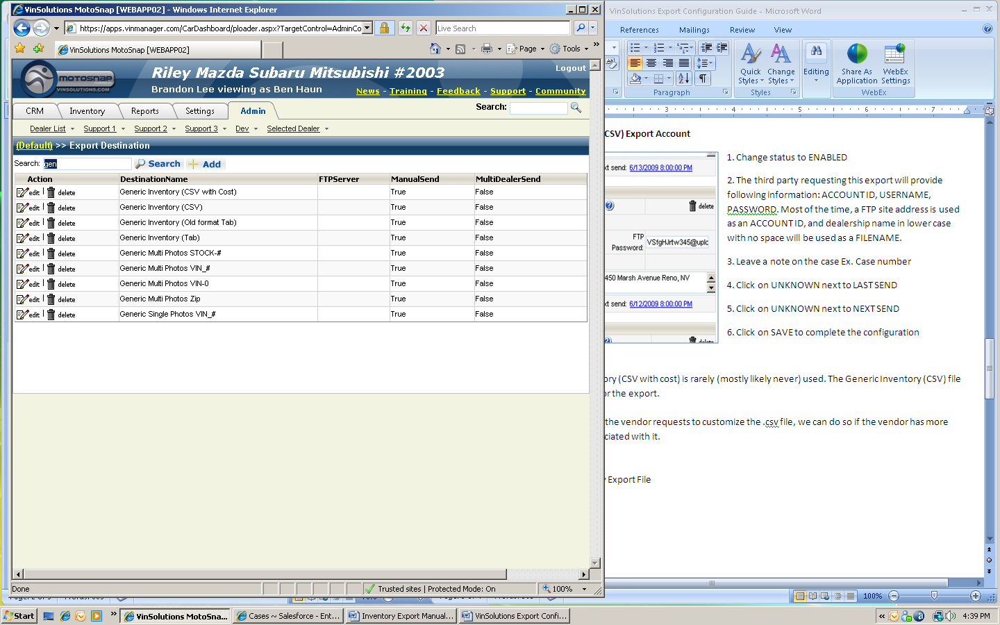 VinSolutions MotoSnap [WEBAPP02] - Windows Internet Explorer
https://apps.vinmanager.com/CarDashboard/ploader.aspx?TargetControl=AdminCo
Live Search
VinSolutions MotoSnap [WEBAPP02]
Page
Tools
MOTOSNAP
POWERED BY
VINSOLUTIONS.COM
Riley Mazda Subaru Mitsubishi #2003
Logout
Brandon Lee viewing as Ben Haun
News - Training - Feedback - Support - Community
CRM Inventory Reports Settings Admin
Search:
Dealer List Support 1 Support 2 Support 3 Dev Selected Dealer
(Default) >> Export Destination
Search: gen Search Add
Action DestinationName FTPServer ManualSend MultiDealerSend
edit | delete Generic Inventory (CSV with Cost) True False
edit | delete Generic Inventory (CSV) True False
edit | delete Generic Inventory (Old format Tab) True False
edit | delete Generic Inventory (Tab) True False
edit | delete Generic Multi Photos STOCK-# True False
edit | delete Generic Multi Photos VIN_# True False
edit | delete Generic Multi Photos VIN-0 True False
edit | delete Generic Multi Photos Zip True False
edit | delete Generic Single Photos VIN_# True False
Done
Trusted sites | Protected Mode: On
100%
VinSolutions Export Configuration Guide - Microsoft Word
References Mailings Review View
Quick Styles
Change Styles
Editing
Share As Application
WebEx Settings
Paragraph
Styles
WebEx
3 4 5 6 7
CSV) Export Account
xt send: 6/13/2009 8:00:00 PM
delete
FTP
Password: VSfgHJrtw345@uplc
450 Marsh Avenue Reno, NV
xt send: 6/12/2009 8:00:00 PM
delete
1. Change status to ENABLED
2. The third party requesting this export will provide
following information: ACCOUNT ID, USERNAME,
PASSWORD. Most of the time, a FTP site address is used
as an ACCOUNT ID, and dealership name in lower case
with no space will be used as a FILENAME.
3. Leave a note on the case Ex. Case number
4. Click on UNKNOWN next to LAST SEND
5. Click on UNKNOWN next to NEXT SEND
6. Click on SAVE to complete the configuration
ory (CSV with cost) is rarely (mostly likely never) used. The Generic Inventory (CSV) file
or the export.
the vendor requests to customize the .csv file, we can do so if the vendor has more
ciated with it.
y Export File
100%
Start
VinSolutions MotoSna...
Cases ~ Salesforce - Ent...
Inventory Export Manual...
VinSolutions Export Confi...
4:39 PM